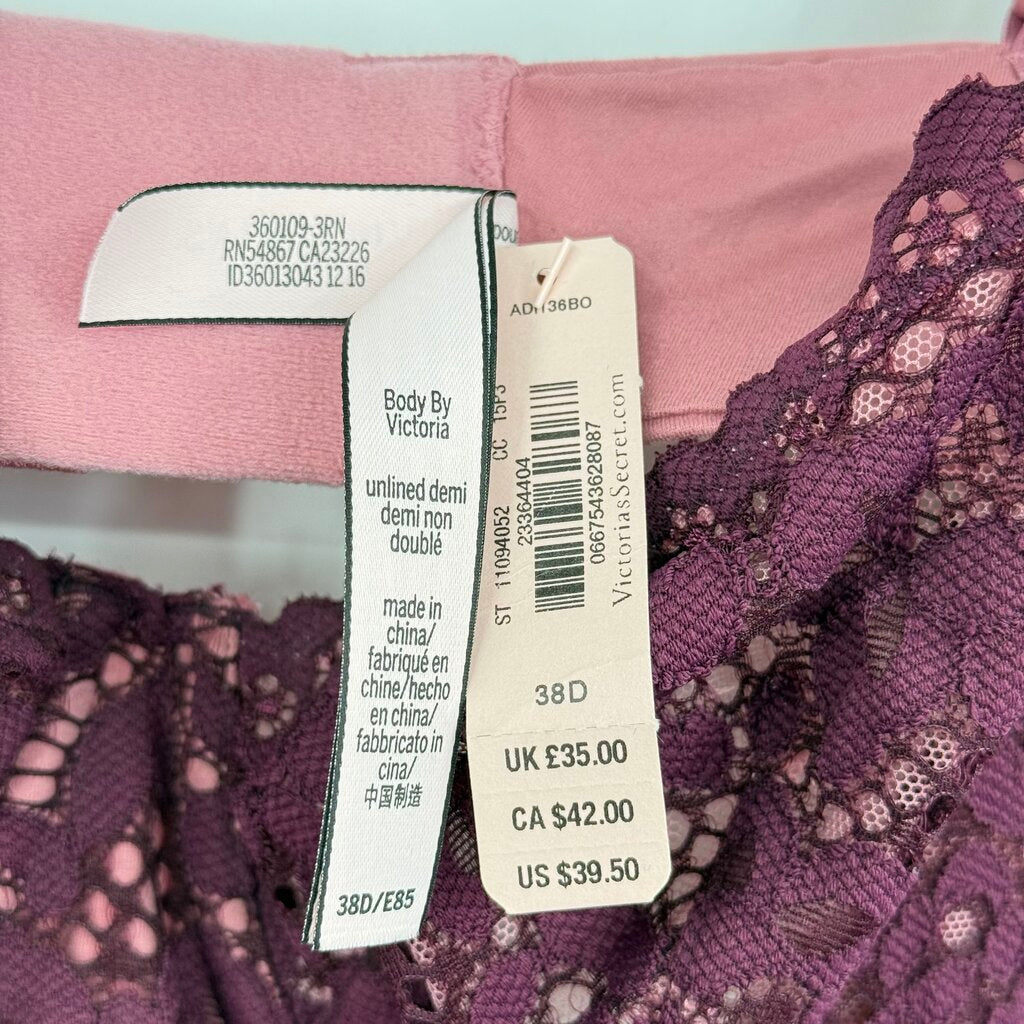 360109-3RN
RN54867 CA23226
ID36013043 12 16
Body By
Victoria
unlined demi
demi non
doublé
made in
china/
fabriqué en
chine/hecho
en china/
fabbricato in
cina/
中国制造
38D/E85
ST 11094052 CC 15P3
23364404
0667543628087
VictoriasSecret.com
38D
UK £35.00
CA $42.00
US $39.50